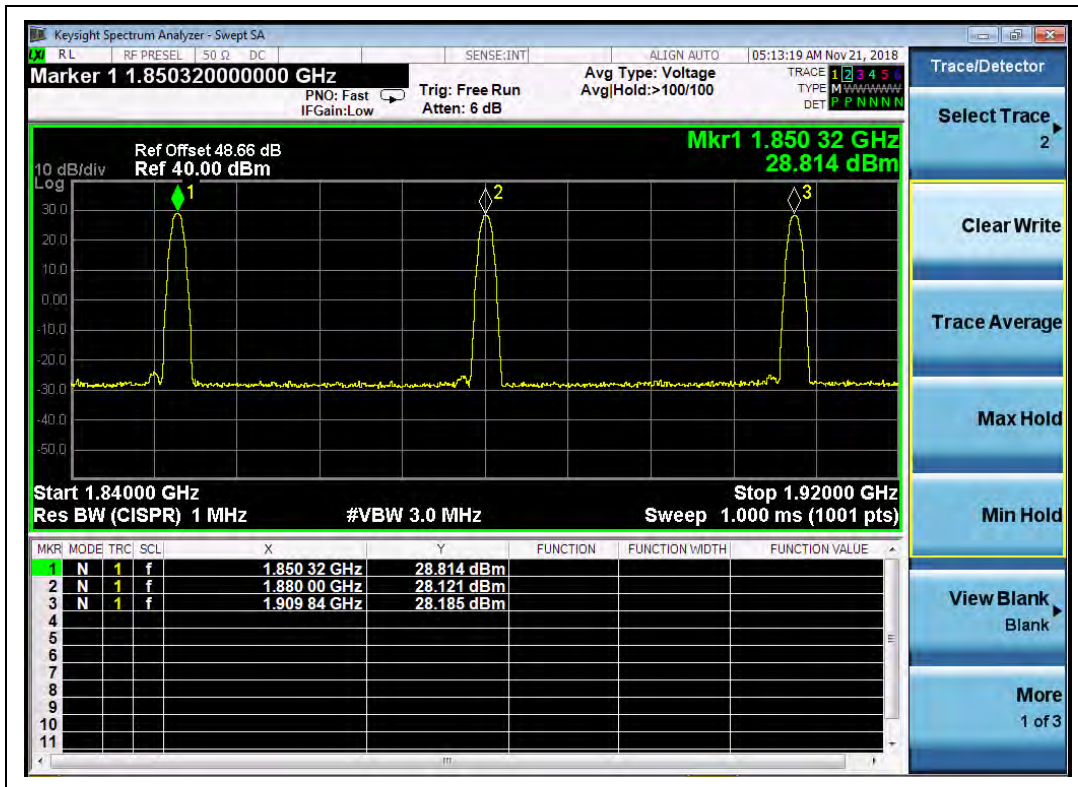 Keysight Spectrum Analyzer - Swept SA
LXI RL RF PRESEL 50 Ω DC SENSE:INT ALIGN AUTO 05:13:19 AM Nov 21, 2018
Marker 1 1.850320000000 GHz
PNO: Fast
IFGain:Low
Trig: Free Run
Atten: 6 dB
Avg Type: Voltage
Avg|Hold:>100/100
TRACE 1 2 3 4 5 6
TYPE M WWWWW
DET P P N N N N
Mkr1 1.850 32 GHz
28.814 dBm
Ref Offset 48.66 dB
10 dB/div Ref 40.00 dBm
Log
1
2
3
30.0
20.0
10.0
0.00
-10.0
-20.0
-30.0
-40.0
-50.0
Start 1.84000 GHz Stop 1.92000 GHz
Res BW (CISPR) 1 MHz #VBW 3.0 MHz Sweep 1.000 ms (1001 pts)
MKR MODE TRC SCL X Y FUNCTION FUNCTION WIDTH FUNCTION VALUE
1 N 1 f 1.850 32 GHz 28.814 dBm
2 N 1 f 1.880 00 GHz 28.121 dBm
3 N 1 f 1.909 84 GHz 28.185 dBm
4
5
6
7
8
9
10
11
Trace/Detector
Select Trace
2
Clear Write
Trace Average
Max Hold
Min Hold
View Blank
Blank
More
1 of 3